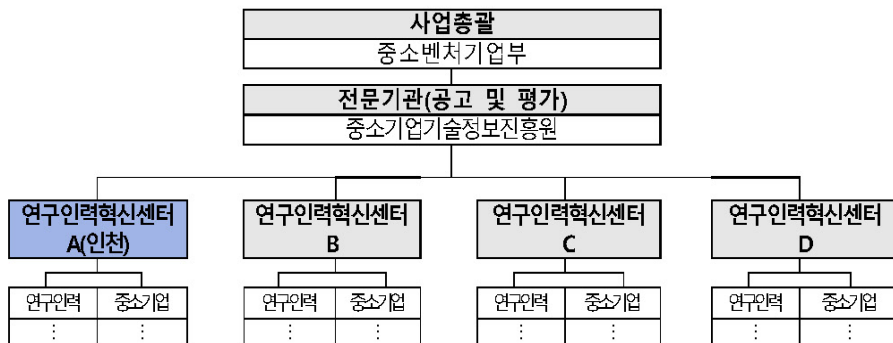 사업총괄
중소벤처기업부
전문기관(공고 및 평가)
중소기업기술정보진흥원
연구인력혁신센터
A(인천)
연구인력혁신센터
B
연구인력혁신센터
C
연구인력혁신센터
D
연구인력 중소기업
⋮ ⋮
연구인력 중소기업
⋮ ⋮
연구인력 중소기업
⋮ ⋮
연구인력 중소기업
⋮ ⋮